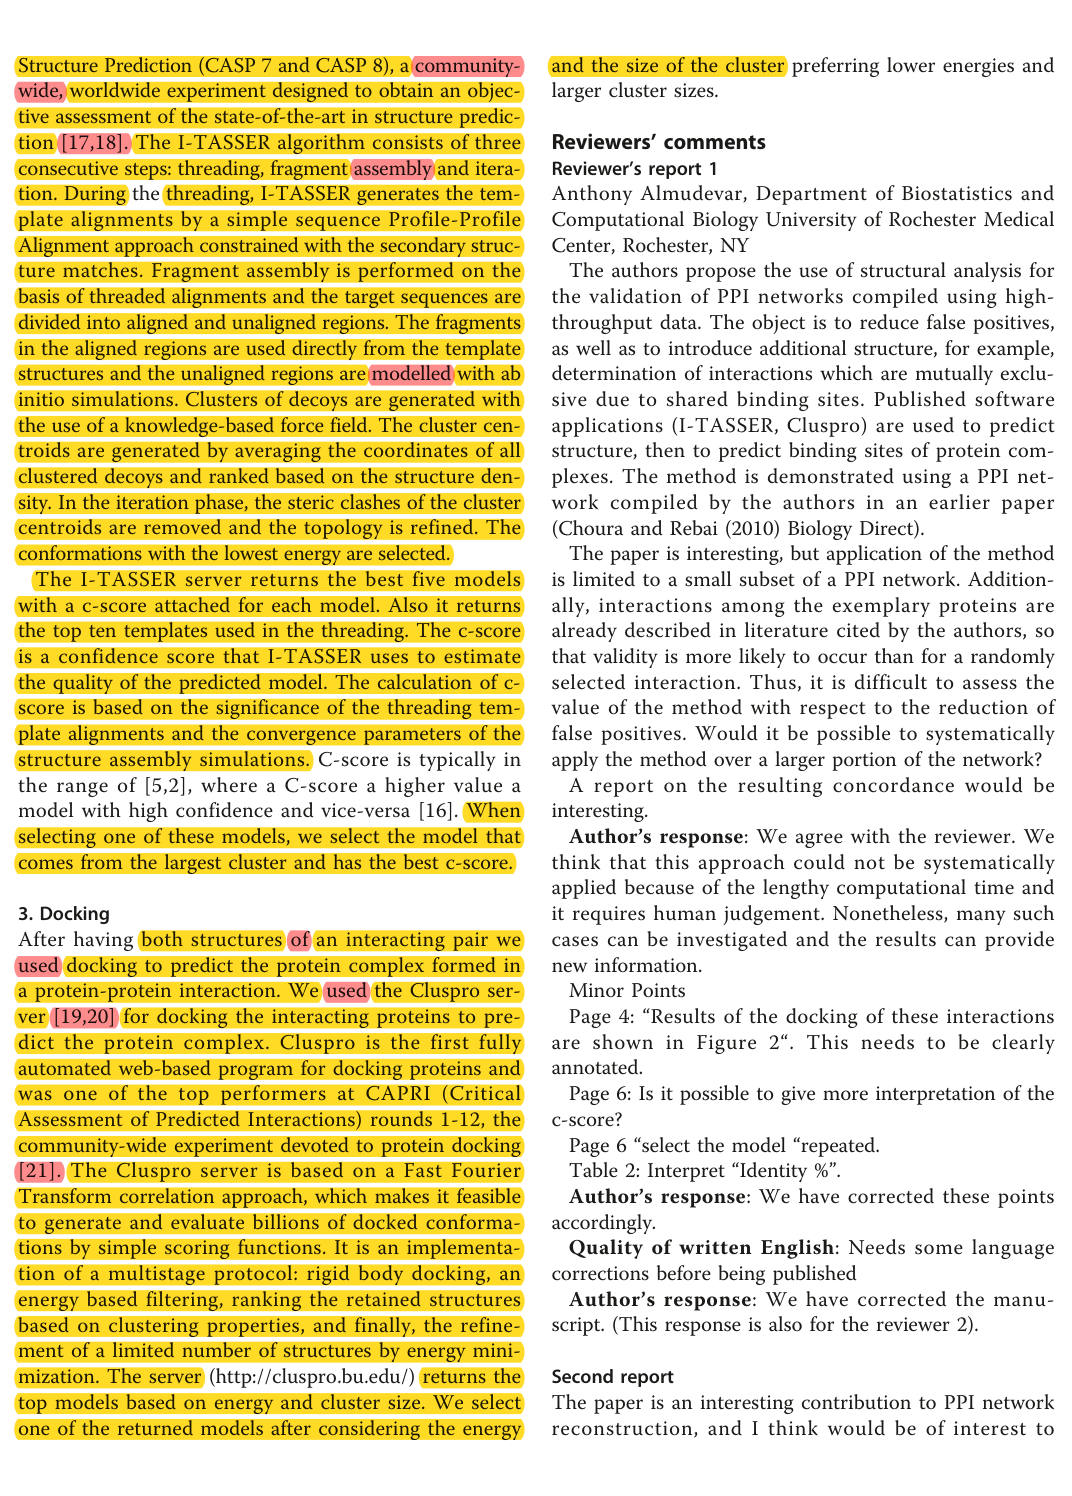 Structure Prediction (CASP 7 and CASP 8), a community-
wide, worldwide experiment designed to obtain an objec-
tive assessment of the state-of-the-art in structure predic-
tion [17,18]. The I-TASSER algorithm consists of three
consecutive steps: threading, fragment assembly and itera-
tion. During the threading, I-TASSER generates the tem-
plate alignments by a simple sequence Profile-Profile
Alignment approach constrained with the secondary struc-
ture matches. Fragment assembly is performed on the
basis of threaded alignments and the target sequences are
divided into aligned and unaligned regions. The fragments
in the aligned regions are used directly from the template
structures and the unaligned regions are modelled with ab
initio simulations. Clusters of decoys are generated with
the use of a knowledge-based force field. The cluster cen-
troids are generated by averaging the coordinates of all
clustered decoys and ranked based on the structure den-
sity. In the iteration phase, the steric clashes of the cluster
centroids are removed and the topology is refined. The
conformations with the lowest energy are selected.
The I-TASSER server returns the best five models
with a c-score attached for each model. Also it returns
the top ten templates used in the threading. The c-score
is a confidence score that I-TASSER uses to estimate
the quality of the predicted model. The calculation of c-
score is based on the significance of the threading tem-
plate alignments and the convergence parameters of the
structure assembly simulations. C-score is typically in
the range of [5,2], where a C-score a higher value a
model with high confidence and vice-versa [16]. When
selecting one of these models, we select the model that
comes from the largest cluster and has the best c-score.
3. Docking
After having both structures of an interacting pair we
used docking to predict the protein complex formed in
a protein-protein interaction. We used the Cluspro ser-
ver [19,20] for docking the interacting proteins to pre-
dict the protein complex. Cluspro is the first fully
automated web-based program for docking proteins and
was one of the top performers at CAPRI (Critical
Assessment of Predicted Interactions) rounds 1-12, the
community-wide experiment devoted to protein docking
[21]. The Cluspro server is based on a Fast Fourier
Transform correlation approach, which makes it feasible
to generate and evaluate billions of docked conforma-
tions by simple scoring functions. It is an implementa-
tion of a multistage protocol: rigid body docking, an
energy based filtering, ranking the retained structures
based on clustering properties, and finally, the refine-
ment of a limited number of structures by energy mini-
mization. The server (http://cluspro.bu.edu/) returns the
top models based on energy and cluster size. We select
one of the returned models after considering the energy
and the size of the cluster preferring lower energies and
larger cluster sizes.
Reviewers' comments
Reviewer's report 1
Anthony Almudevar, Department of Biostatistics and
Computational Biology University of Rochester Medical
Center, Rochester, NY
The authors propose the use of structural analysis for
the validation of PPI networks compiled using high-
throughput data. The object is to reduce false positives,
as well as to introduce additional structure, for example,
determination of interactions which are mutually exclu-
sive due to shared binding sites. Published software
applications (I-TASSER, Cluspro) are used to predict
structure, then to predict binding sites of protein com-
plexes. The method is demonstrated using a PPI net-
work compiled by the authors in an earlier paper
(Choura and Rebai (2010) Biology Direct).
The paper is interesting, but application of the method
is limited to a small subset of a PPI network. Addition-
ally, interactions among the exemplary proteins are
already described in literature cited by the authors, so
that validity is more likely to occur than for a randomly
selected interaction. Thus, it is difficult to assess the
value of the method with respect to the reduction of
false positives. Would it be possible to systematically
apply the method over a larger portion of the network?
A report on the resulting concordance would be
interesting.
Author's response: We agree with the reviewer. We
think that this approach could not be systematically
applied because of the lengthy computational time and
it requires human judgement. Nonetheless, many such
cases can be investigated and the results can provide
new information.
Minor Points
Page 4: “Results of the docking of these interactions
are shown in Figure 2“. This needs to be clearly
annotated.
Page 6: Is it possible to give more interpretation of the
c-score?
Page 6 “select the model “repeated.
Table 2: Interpret “Identity %”.
Author's response: We have corrected these points
accordingly.
Quality of written English: Needs some language
corrections before being published
Author's response: We have corrected the manu-
script. (This response is also for the reviewer 2).
Second report
The paper is an interesting contribution to PPI network
reconstruction, and I think would be of interest to